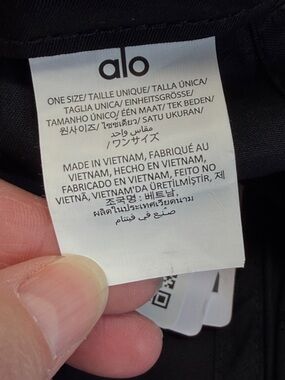 alo
ONE SIZE/ TAILLE UNIQUE/ TALLA ÚNICA/
TAGLIA UNICA/ EINHEITSGRÖSSE/
TAMANHO ÚNICO/ ÉÉN MAAT/ TEK BEDEN/
원사이즈/ ไซซ์เดียว/ SATU UKURAN/
مقاس واحد
/ワンサイズ
MADE IN VIETNAM, FABRIQUÉ AU
VIETNAM, HECHO EN VIETNAM,
FABRICADO EN VIETNAM, FEITO NO
VIETNÃ, VIETNAM'DA ÜRETİLMİŞTİR, 제
조국명 : 베트남,
ผลิตในประเทศเวียดนาม
صنع في فيتنام